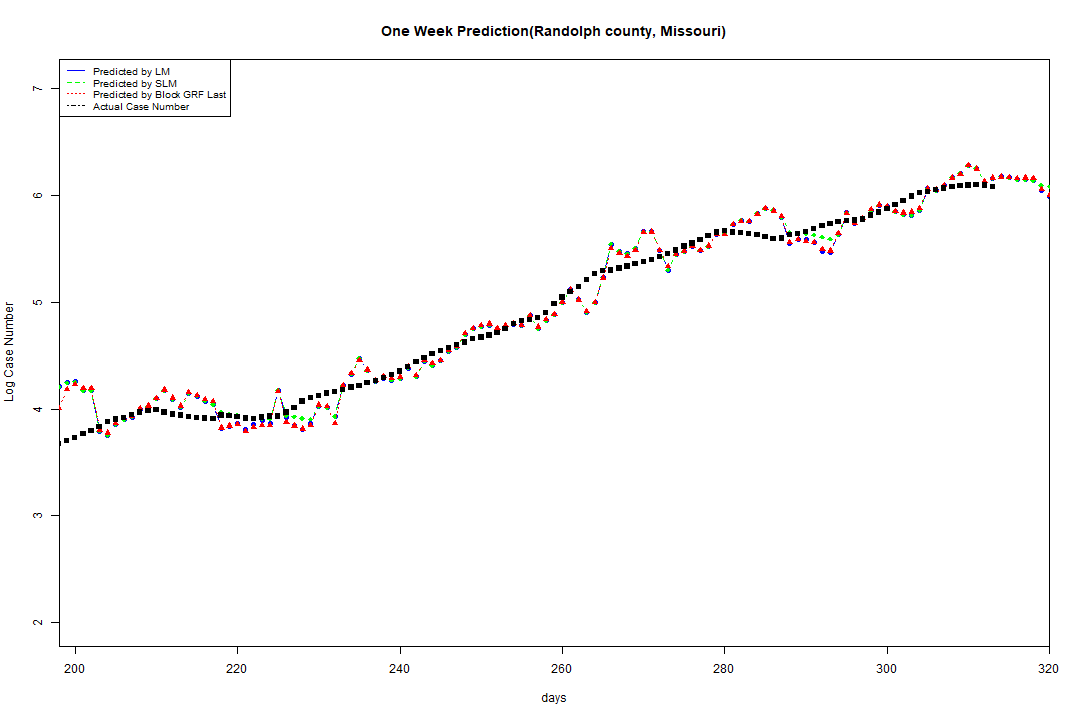 One Week Prediction(Randolph county, Missouri)
Predicted by LM
Predicted by SLM
Predicted by Block GRF Last
Actual Case Number
7
6
5
4
3
2
Log Case Number
200 220 240 260 280 300 320
days